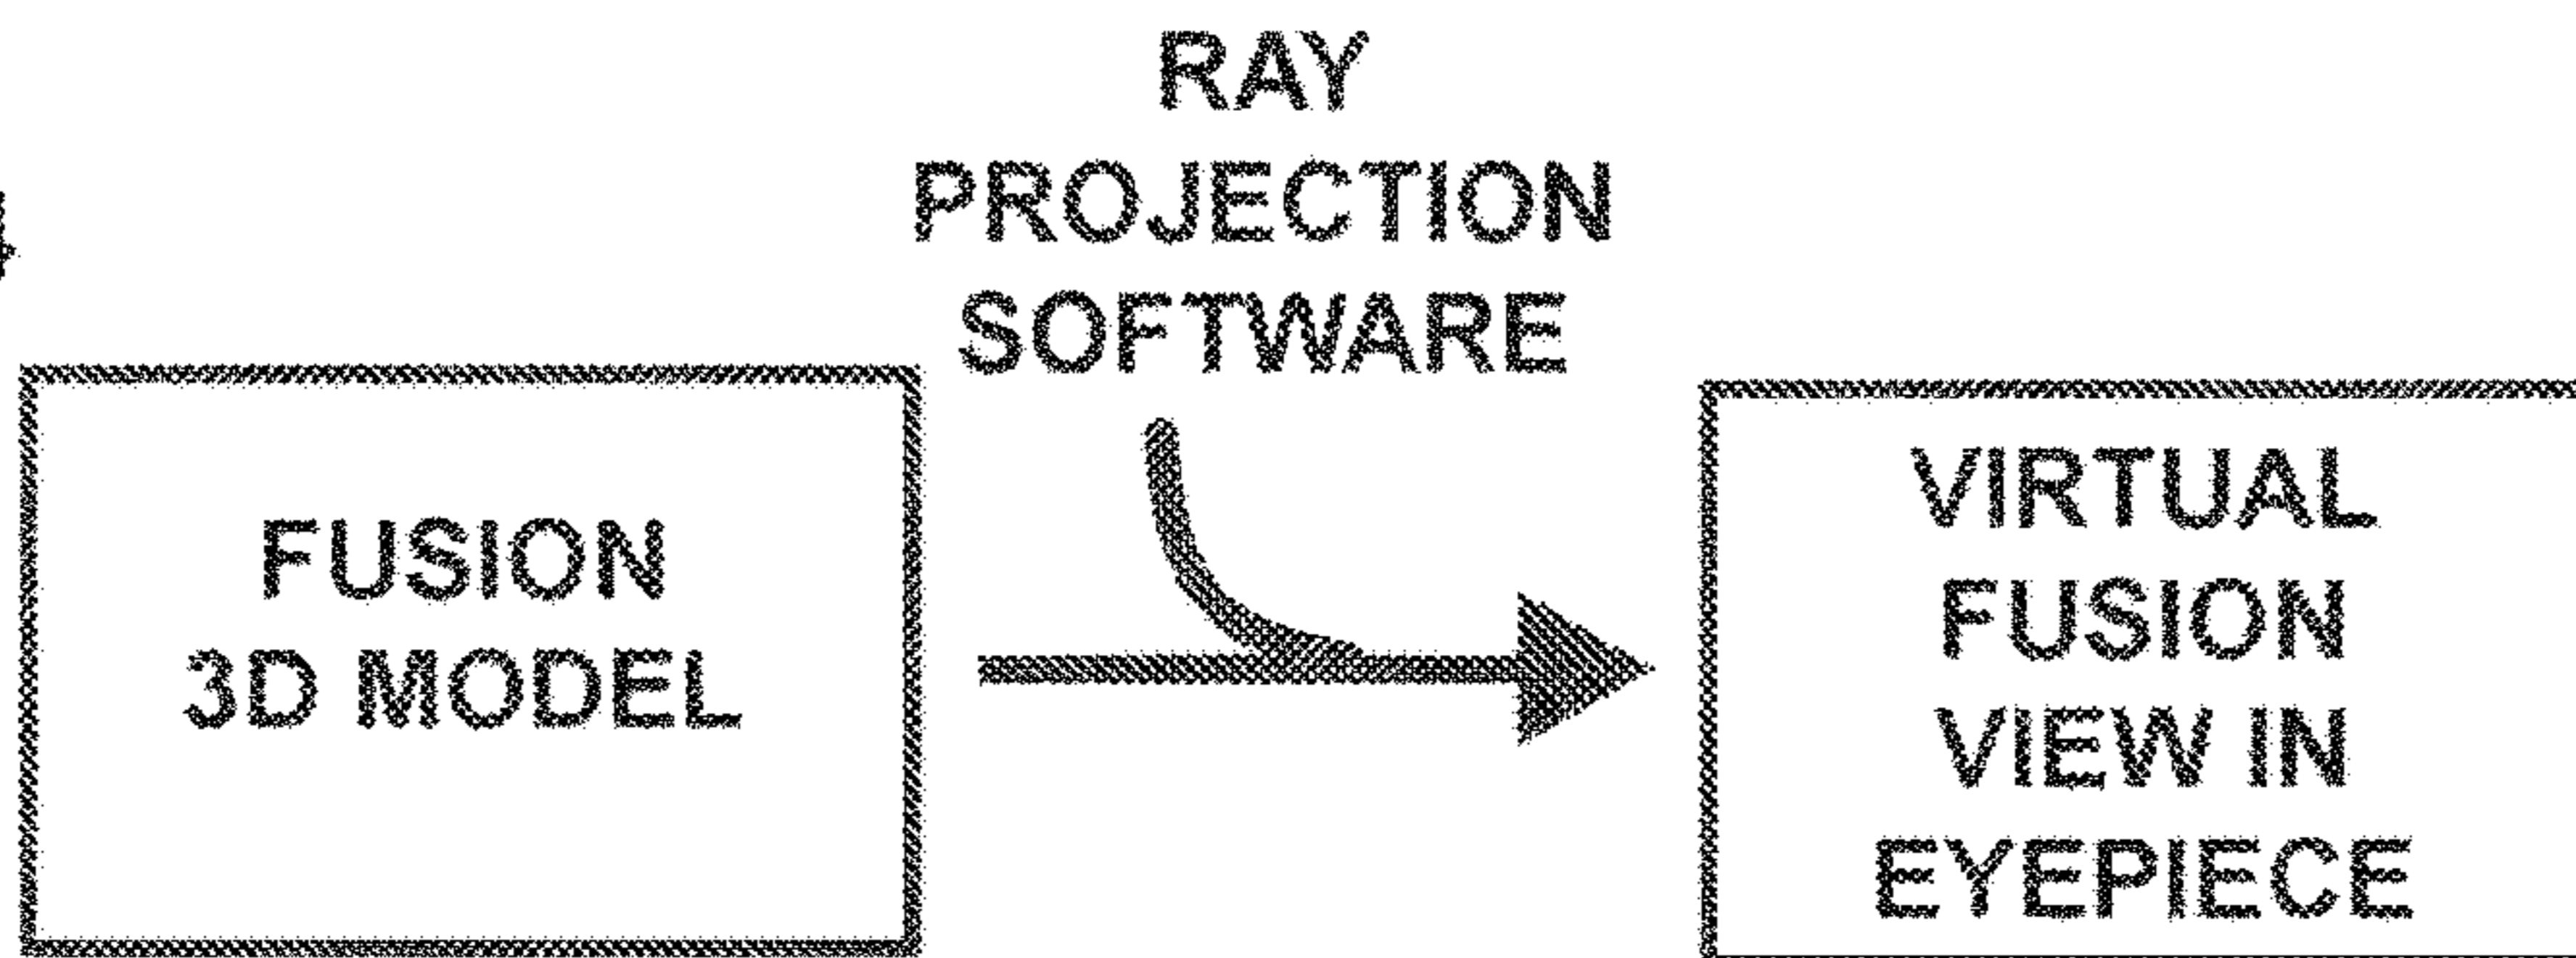 RAY
PROJECTION
SOFTWARE
FUSION
3D MODEL
VIRTUAL
FUSION
VIEW IN
EYEPIECE